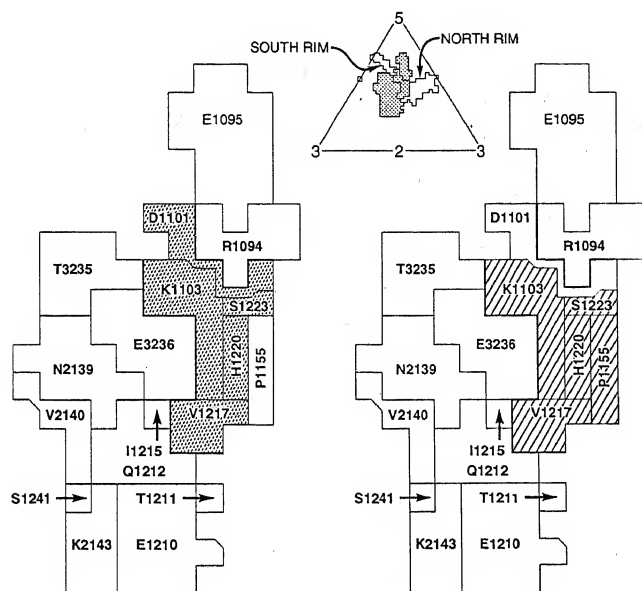 5
SOUTH RIM
NORTH RIM
3
2
3
E1095
D1101
R1094
T3235
K1103
S1223
E3236
H1220
P1155
N2139
V2140
V1217
I1215
Q1212
S1241
T1211
K2143
E1210
E1095
D1101
R1094
T3235
K1103
S1223
E3236
H1220
P1155
N2139
V2140
V1217
I1215
Q1212
S1241
T1211
K2143
E1210